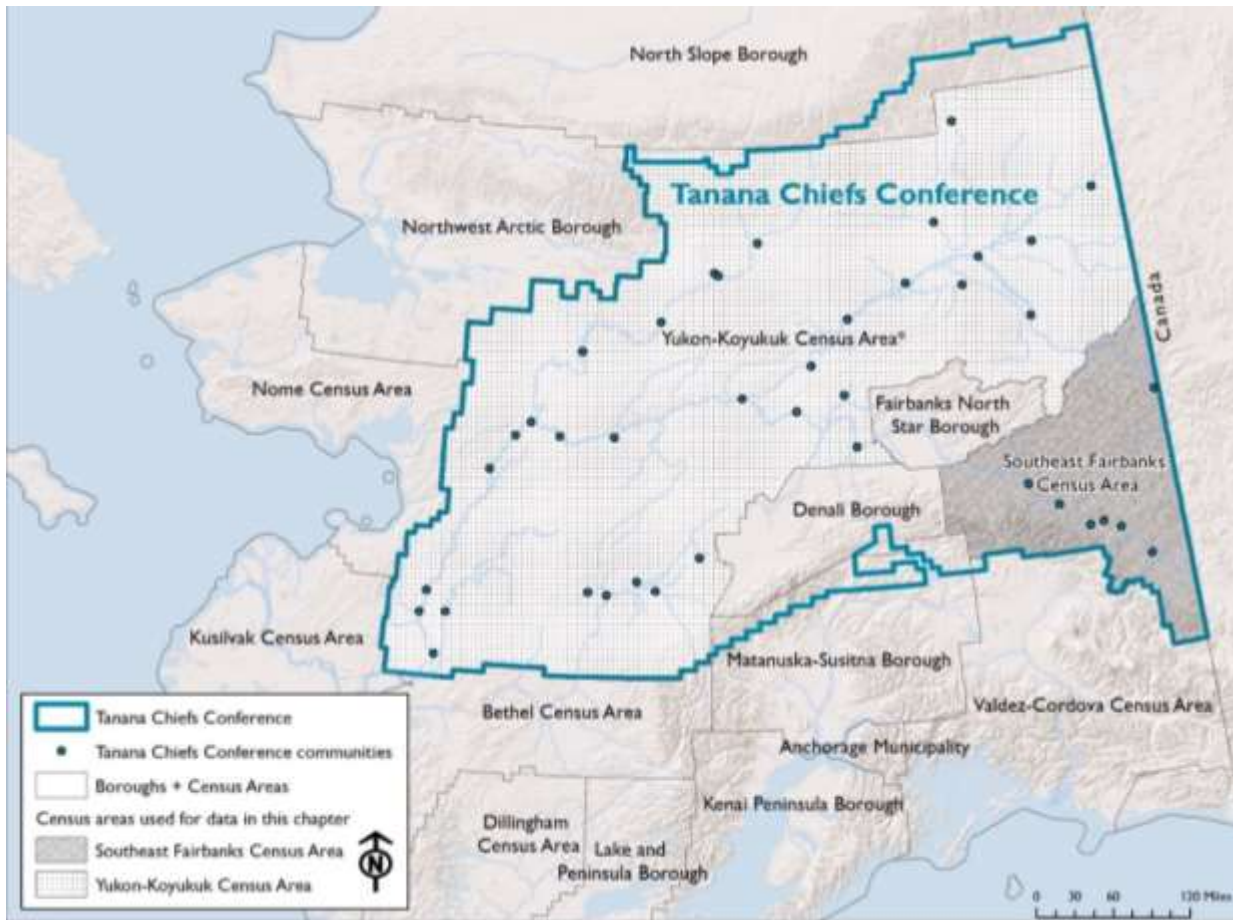 North Slope Borough
Tanana Chiefs Conference
Northwest Arctic Borough
Canada
Yukon-Koyukuk Census Area*
Nome Census Area
Fairbanks North
Star Borough
Southeast Fairbanks
Census Area
Denali Borough
Kusilvak Census Area
Matanuska-Susitna Borough
Bethel Census Area
Valdez-Cordova Census Area
Anchorage Municipality
Kenai Peninsula Borough
Dillingham
Census Area
Lake and
Peninsula Borough
Tanana Chiefs Conference
Tanana Chiefs Conference communities
Boroughs + Census Areas
Census areas used for data in this chapter
Southeast Fairbanks Census Area
Yukon-Koyukuk Census Area
N
0 30 60 120 Miles